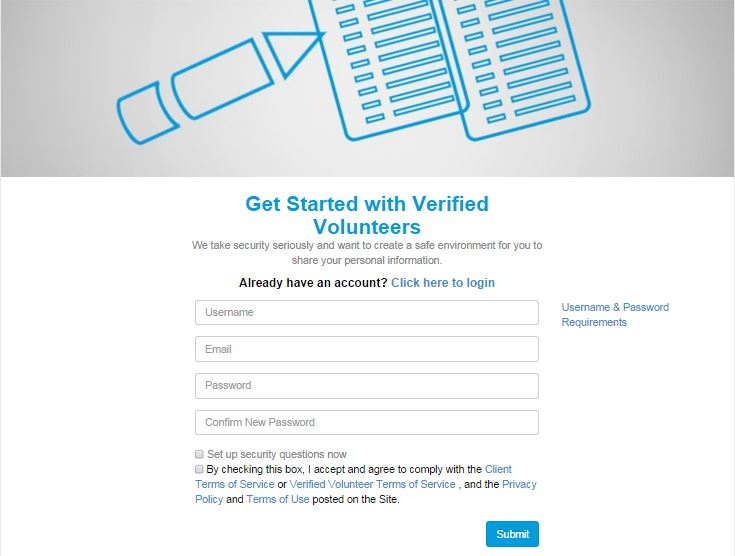 Get Started with Verified
Volunteers
We take security seriously and want to create a safe environment for you to
share your personal information.
Already have an account? Click here to login
Username
Username & Password
Requirements
Email
Password
Confirm New Password
Set up security questions now
By checking this box, I accept and agree to comply with the Client
Terms of Service or Verified Volunteer Terms of Service , and the Privacy
Policy and Terms of Use posted on the Site.
Submit